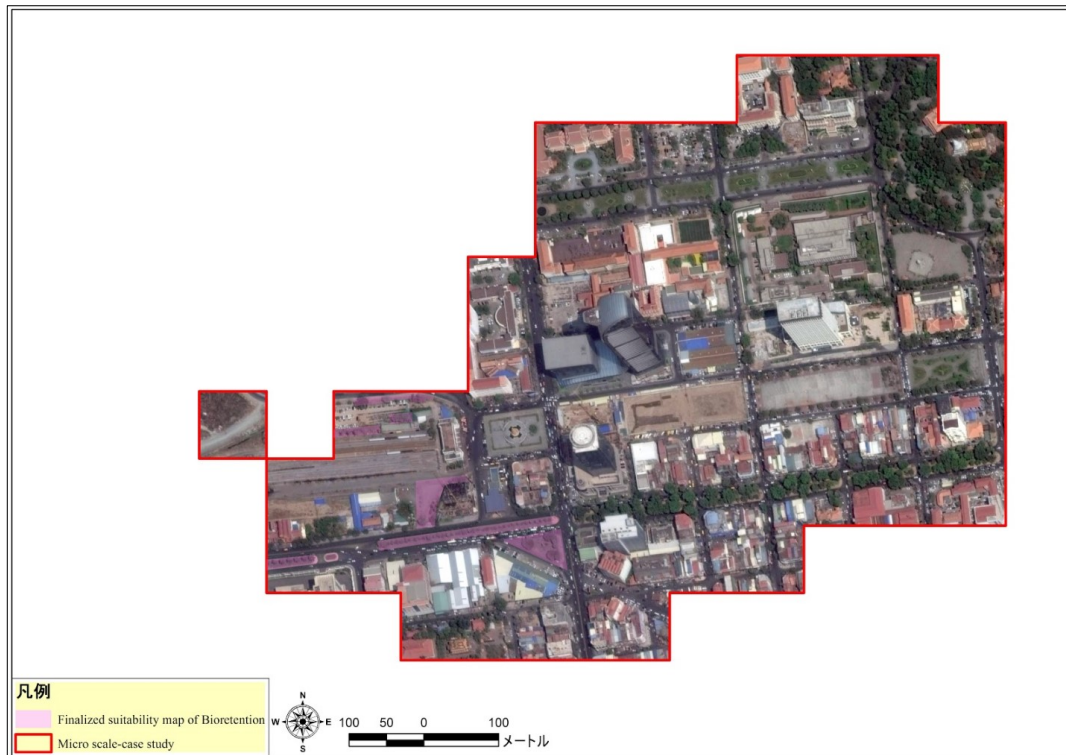 凡例
Finalized suitability map of Bioretention
Micro scale-case study
N
W E
S
100 50 0 100
メートル